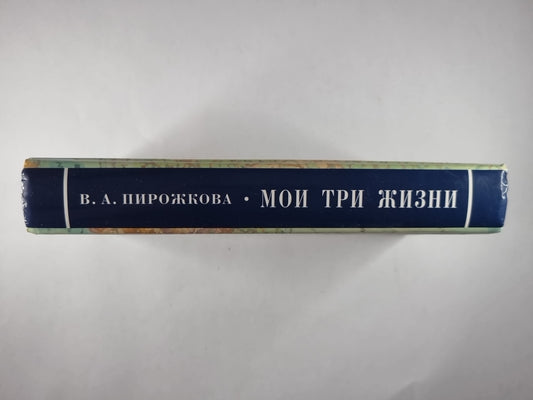 В. А. ПИРОЖКОВА • МОИ ТРИ ЖИЗНИ